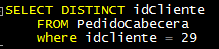 SELECT DISTINCT idCliente
FROM PedidoCabecera
where idcliente = 29